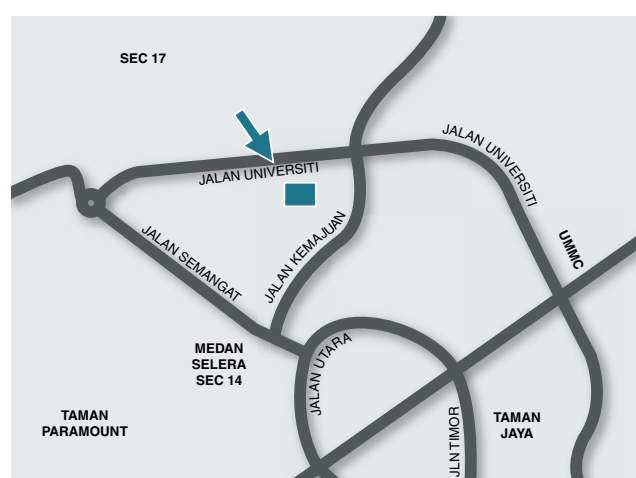 SEC 17
JALAN UNIVERSITI
JALAN UNIVERSITI
JALAN KEMAJUAN
JALAN SEMANGAT
UMMC
MEDAN
SELERA
SEC 14
JALAN UTARA
TAMAN
PARAMOUNT
JLN TIMOR
TAMAN
JAYA